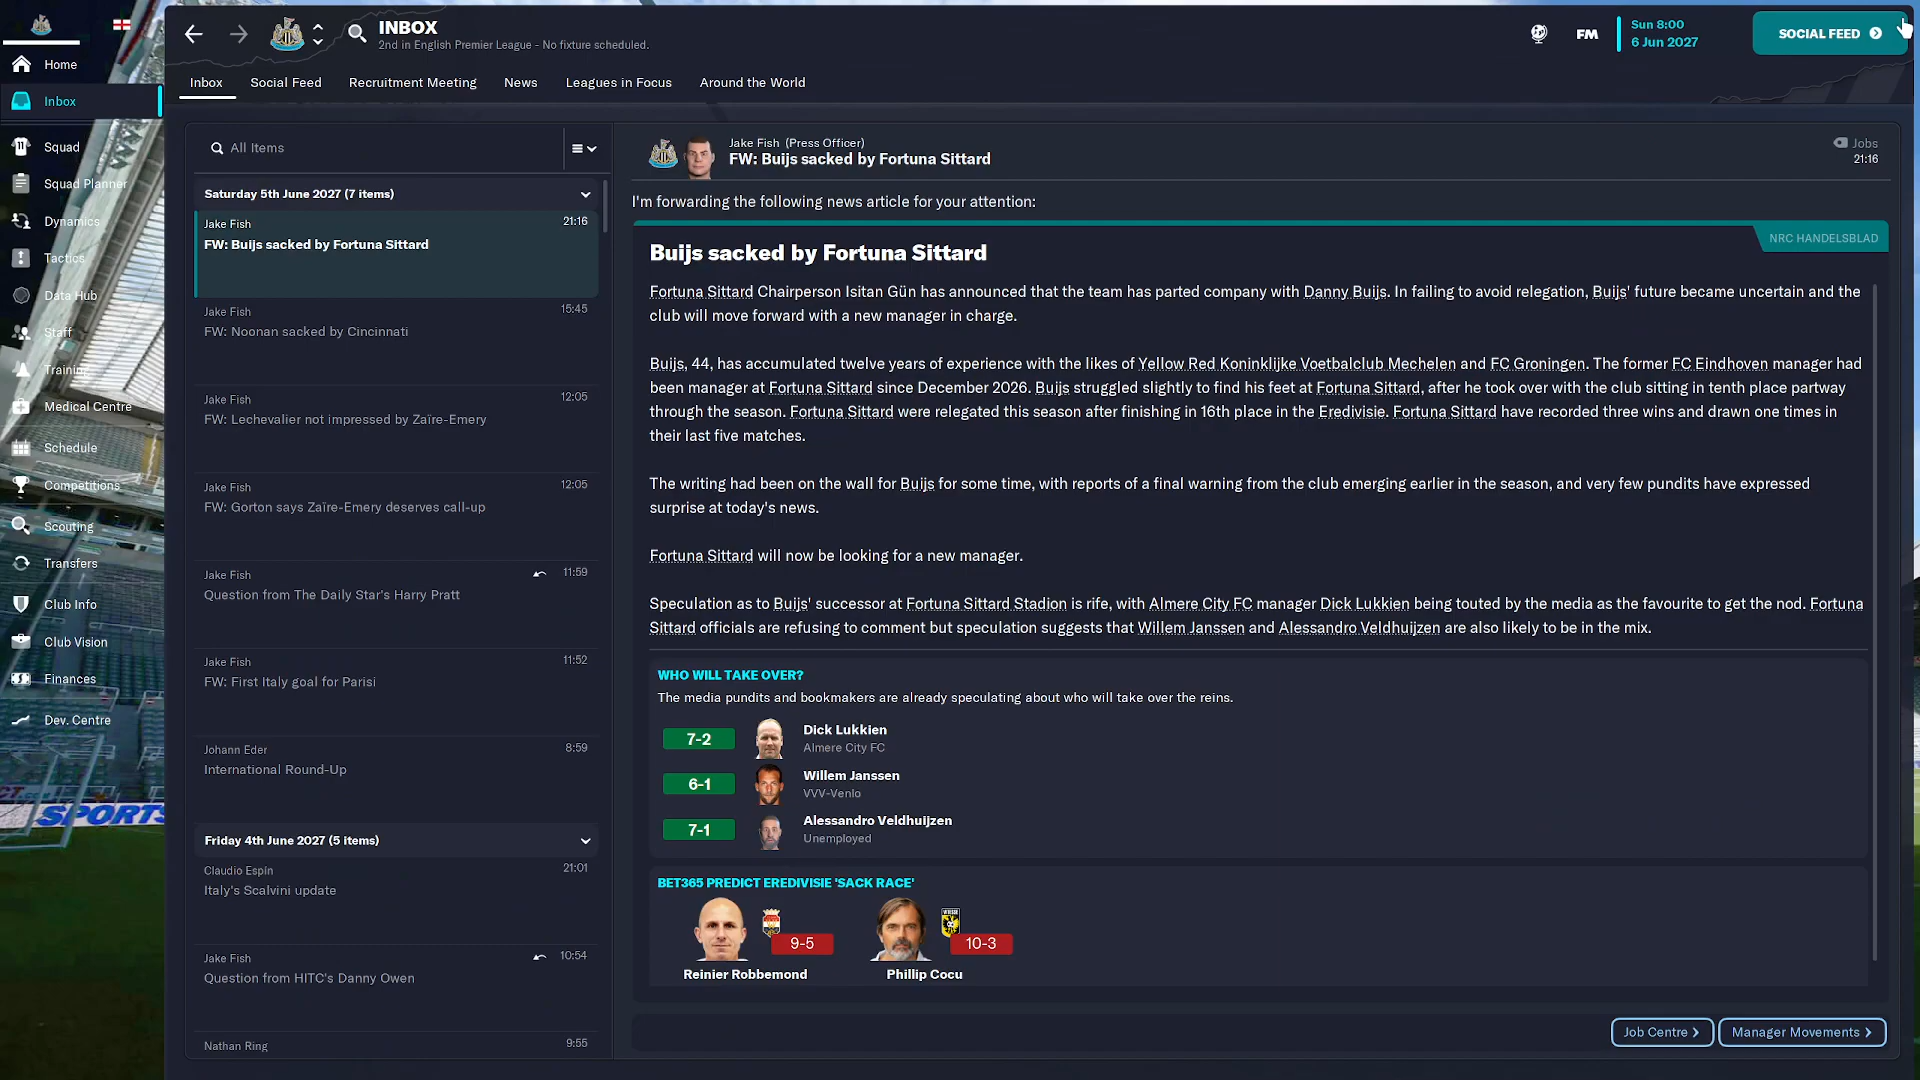 INBOX
2nd in English Premier League - No fixture scheduled.
FM
Sun 8:00
6 Jun 2027
SOCIAL FEED
Inbox
Social Feed
Recruitment Meeting
News
Leagues in Focus
Around the World
Home
Inbox
Squad
Squad Planner
Dynamics
Tactics
Data Hub
Staff
Training
Medical Centre
Schedule
Competitions
Scouting
Transfers
Club Info
Club Vision
Finances
Dev. Centre
SPORTS
All Items
Saturday 5th June 2027 (7 items)
Jake Fish 21:16
FW: Buijs sacked by Fortuna Sittard
Jake Fish 15:45
FW: Noonan sacked by Cincinnati
Jake Fish 12:05
FW: Lechevalier not impressed by Zaïre-Emery
Jake Fish 12:05
FW: Gorton says Zaïre-Emery deserves call-up
Jake Fish 11:59
Question from The Daily Star's Harry Pratt
Jake Fish 11:52
FW: First Italy goal for Parisi
Johann Eder 8:59
International Round-Up
Friday 4th June 2027 (5 items)
Claudio Espín 21:01
Italy's Scalvini update
Jake Fish 10:54
Question from HITC's Danny Owen
Nathan Ring 9:55
Jake Fish (Press Officer)
FW: Buijs sacked by Fortuna Sittard
Jobs
21:16
I'm forwarding the following news article for your attention:
NRC HANDELSBLAD
Buijs sacked by Fortuna Sittard
Fortuna Sittard Chairperson Isitan Gün has announced that the team has parted company with Danny Buijs. In failing to avoid relegation, Buijs' future became uncertain and the
club will move forward with a new manager in charge.
Buijs, 44, has accumulated twelve years of experience with the likes of Yellow Red Koninklijke Voetbalclub Mechelen and FC Groningen. The former FC Eindhoven manager had
been manager at Fortuna Sittard since December 2026. Buijs struggled slightly to find his feet at Fortuna Sittard, after he took over with the club sitting in tenth place partway
through the season. Fortuna Sittard were relegated this season after finishing in 16th place in the Eredivisie. Fortuna Sittard have recorded three wins and drawn one times in
their last five matches.
The writing had been on the wall for Buijs for some time, with reports of a final warning from the club emerging earlier in the season, and very few pundits have expressed
surprise at today's news.
Fortuna Sittard will now be looking for a new manager.
Speculation as to Buijs' successor at Fortuna Sittard Stadion is rife, with Almere City FC manager Dick Lukkien being touted by the media as the favourite to get the nod. Fortuna
Sittard officials are refusing to comment but speculation suggests that Willem Janssen and Alessandro Veldhuijzen are also likely to be in the mix.
WHO WILL TAKE OVER?
The media pundits and bookmakers are already speculating about who will take over the reins.
7-2
Dick Lukkien
Almere City FC
6-1
Willem Janssen
VVV-Venlo
7-1
Alessandro Veldhuijzen
Unemployed
BET365 PREDICT EREDIVISIE 'SACK RACE'
9-5
Reinier Robbemond
10-3
Phillip Cocu
Job Centre
Manager Movements